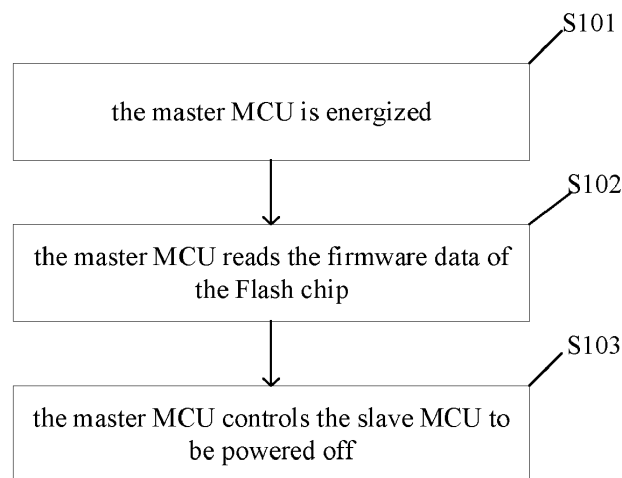 S101
the master MCU is energized
S102
the master MCU reads the firmware data of
the Flash chip
S103
the master MCU controls the slave MCU to
be powered off